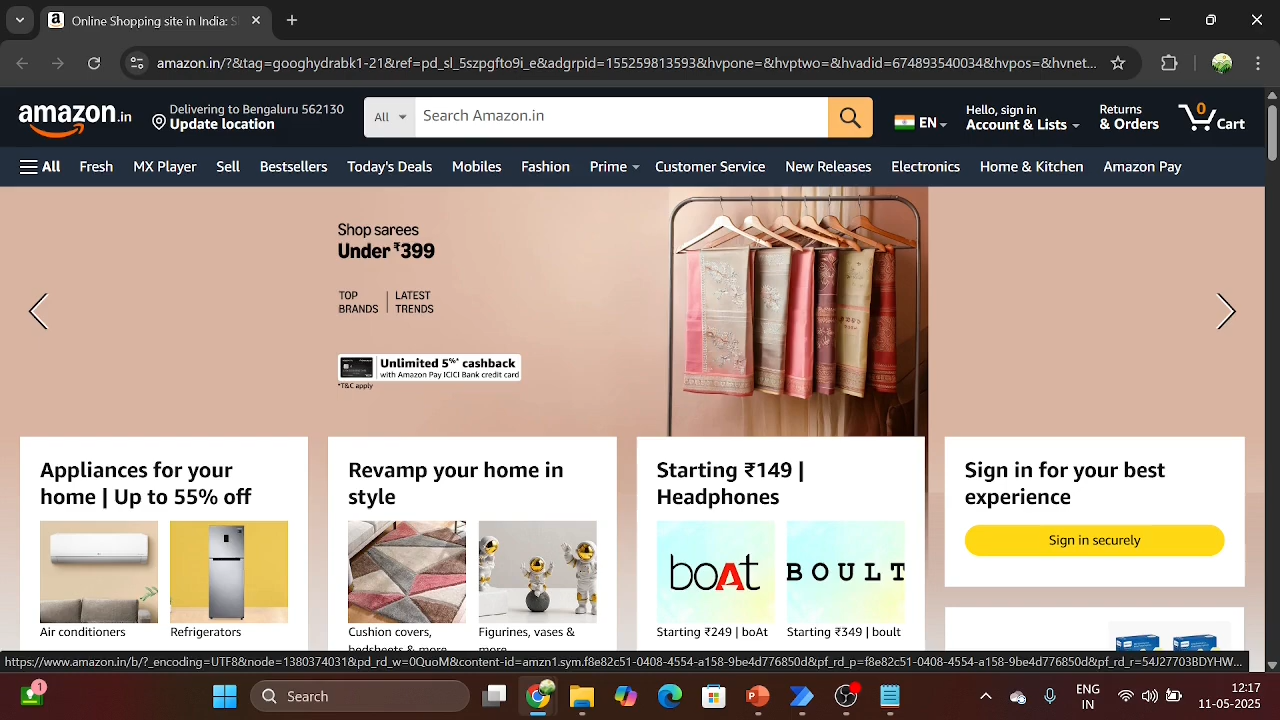 Online Shopping site in India: S
amazon.in/?&tag=googhydrabk1-21&ref=pd_sl_5szpgfto9i_e&adgrpid=155259813593&hvpone=&hvptwo=&hvadid=674893540034&hvpos=&hvnet...
amazon.in
Delivering to Bengaluru 562130
Update location
All
Search Amazon.in
EN
Hello, sign in
Account & Lists
Returns
& Orders
0
Cart
All Fresh MX Player Sell Bestsellers Today's Deals Mobiles Fashion Prime Customer Service New Releases Electronics Home & Kitchen Amazon Pay
Shop sarees
Under ₹399
TOP BRANDS
LATEST TRENDS
Unlimited 5%* cashback
with Amazon Pay ICICI Bank credit card
*T&C apply
Appliances for your
home | Up to 55% off
Air conditioners
Refrigerators
Revamp your home in
style
Cushion covers,
bedsheets & more
Figurines, vases &
more
Starting ₹149 |
Headphones
boAt
BOULT
Starting ₹249 | boAt
Starting ₹349 | boult
Sign in for your best
experience
Sign in securely
https://www.amazon.in/b/?_encoding=UTF8&node=1380374031&pd_rd_w=0QuoM&content-id=amzn1.sym.f8e82c51-0408-4554-a158-9be4d776850d&pf_rd_p=f8e82c51-0408-4554-a158-9be4d776850d&pf_rd_r=54J27703BDYHW...
1
Search
ENG
IN
12:17
11-05-2025